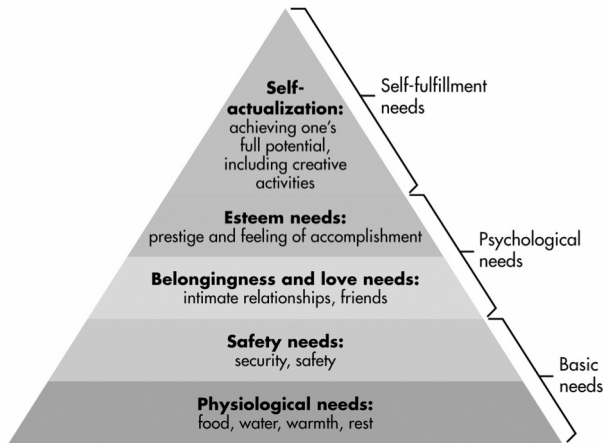 Self-
actualization:
achieving one's
full potential,
including creative
activities
Self-fulfillment
needs
Esteem needs:
prestige and feeling of accomplishment
Psychological
needs
Belongingness and love needs:
intimate relationships, friends
Safety needs:
security, safety
Basic
needs
Physiological needs:
food, water, warmth, rest